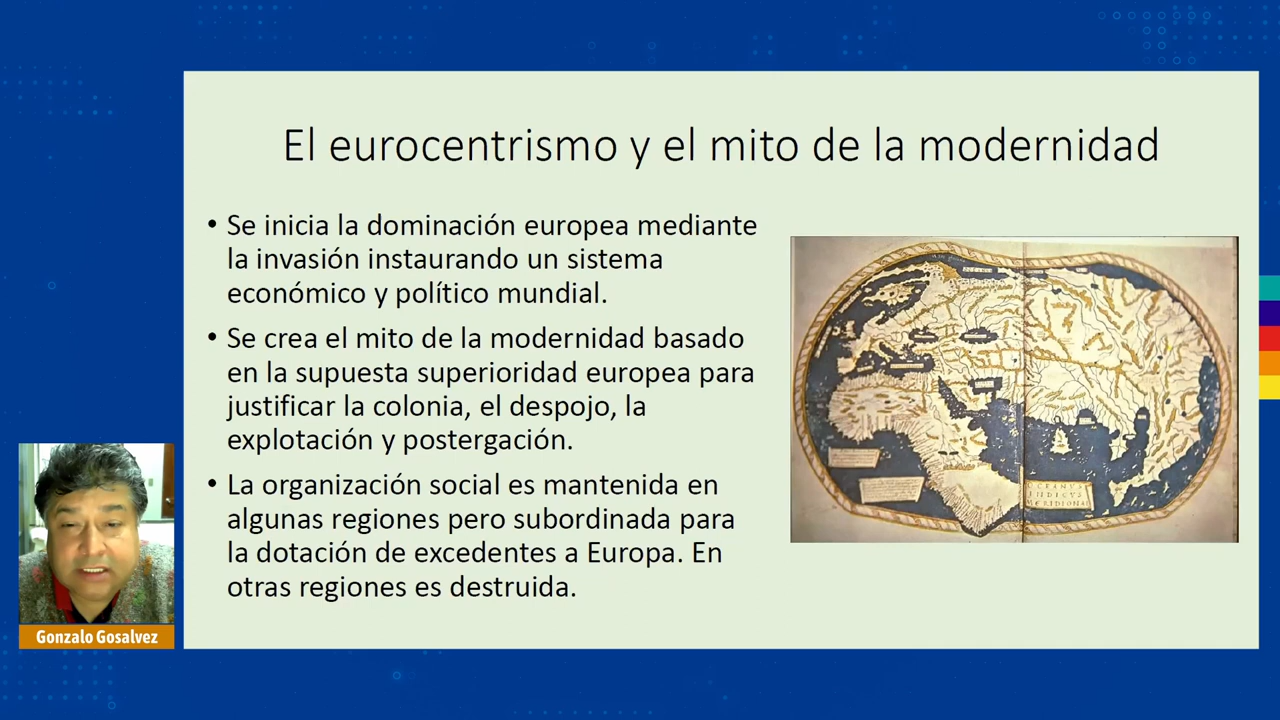 El eurocentrismo y el mito de la modernidad
• Se inicia la dominación europea mediante
la invasión instaurando un sistema
económico y político mundial.
• Se crea el mito de la modernidad basado
en la supuesta superioridad europea para
justificar la colonia, el despojo, la
explotación y postergación.
• La organización social es mantenida en
algunas regiones pero subordinada para
la dotación de excedentes a Europa. En
otras regiones es destruida.
INDICVS
Gonzalo Gosalvez